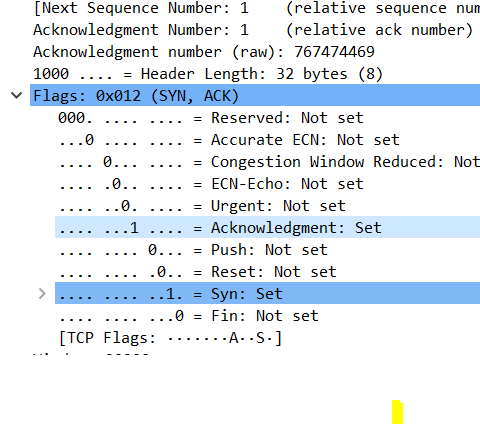 [Next Sequence Number: 1    (relative sequence num
Acknowledgment Number: 1    (relative ack number)
Acknowledgment number (raw): 767474469
1000 .... = Header Length: 32 bytes (8)
Flags: 0x012 (SYN, ACK)
000. .... .... = Reserved: Not set
...0 .... .... = Accurate ECN: Not set
.... 0... .... = Congestion Window Reduced: Not
.... .0.. .... = ECN-Echo: Not set
.... ..0. .... = Urgent: Not set
.... ...1 .... = Acknowledgment: Set
.... .... 0... = Push: Not set
.... .... .0.. = Reset: Not set
.... .... ..1. = Syn: Set
.... .... ...0 = Fin: Not set
[TCP Flags: ·······A··S·]